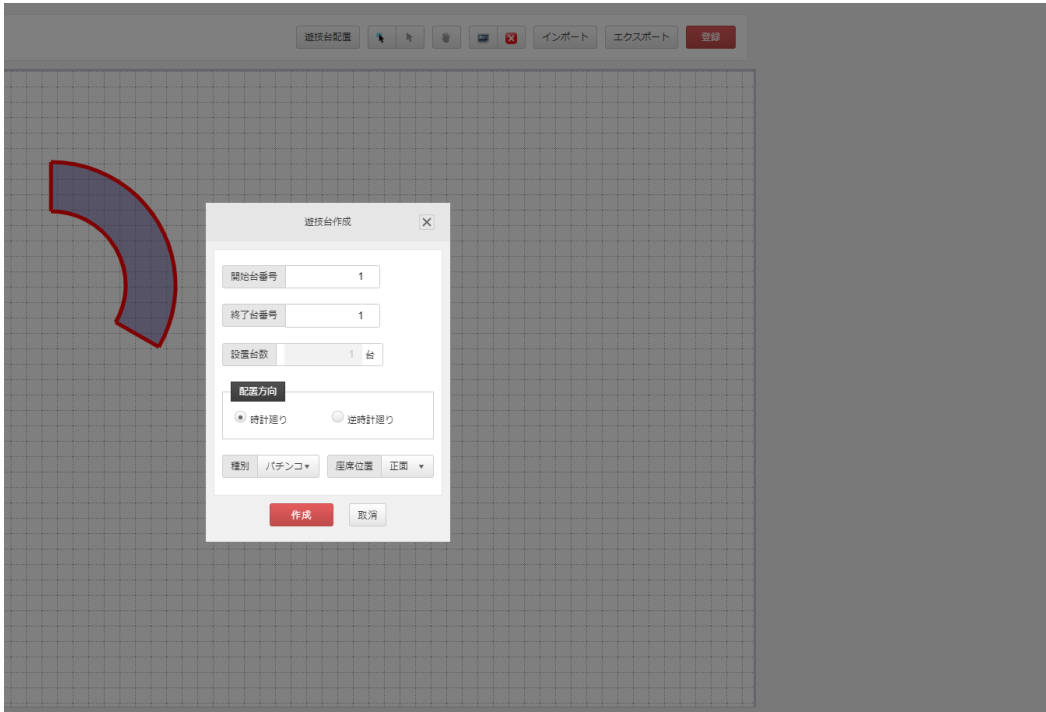 遊技台配置 インポート エクスポート 登録
遊技台作成
開始台番号 1
終了台番号 1
設置台数 1 台
配置方向
時計廻り 逆時計廻り
種別 パチンコ 座席位置 正面
作成 取消